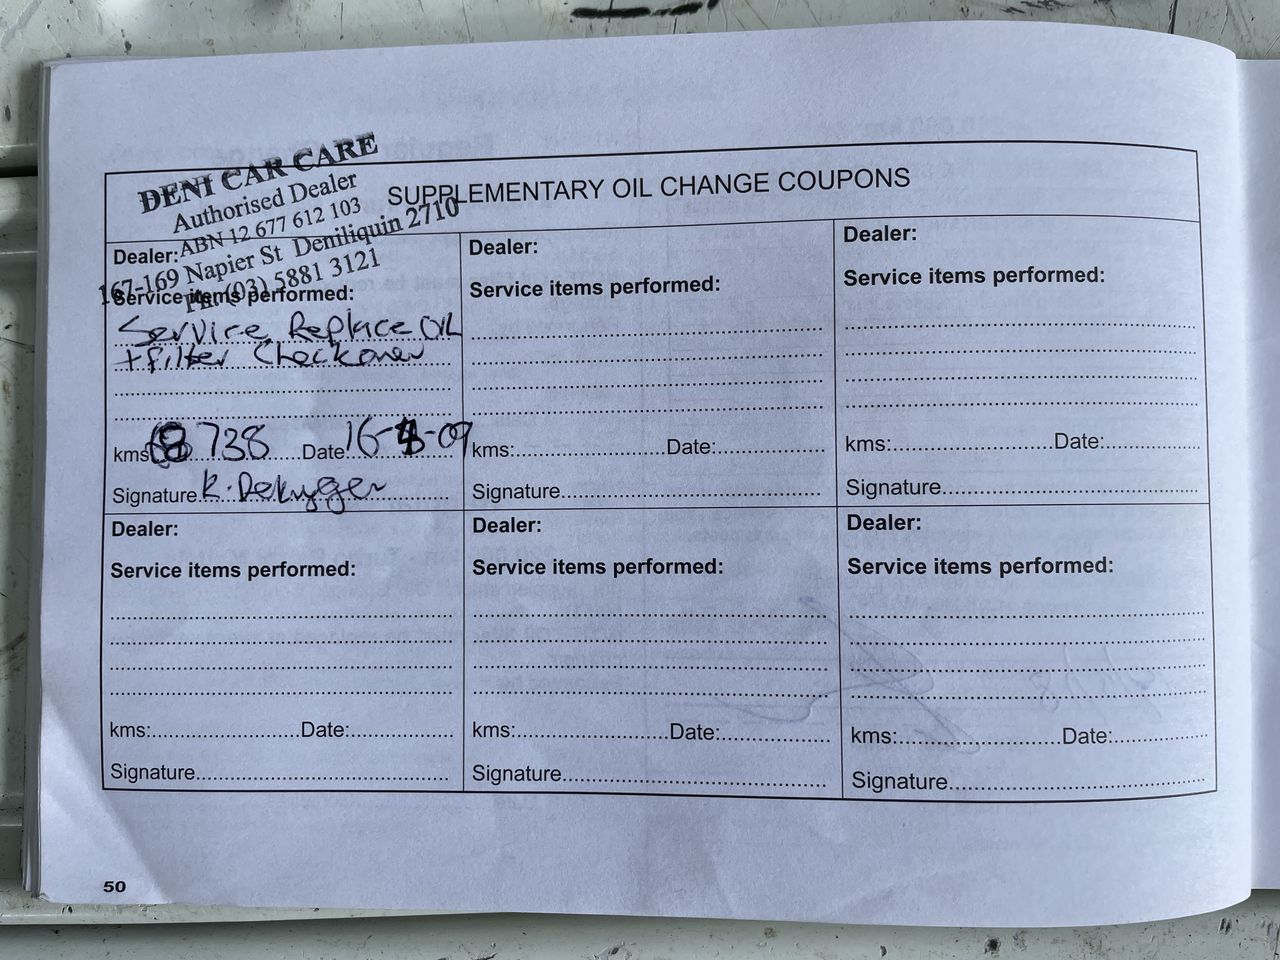 DENI CAR CARE
Authorised Dealer
ABN 12 677 612 103
167-169 Napier St Deniliquin 2710
Ph: (03) 5881 3121
SUPPLEMENTARY OIL CHANGE COUPONS
Dealer:
Service items performed:
Service Replace OIL
+ filter Checkover
kms 738 Date: 16- -09
Signature K.
Dealer:
Service items performed:
kms: Date:
Signature
Dealer:
Service items performed:
kms: Date:
Signature
Dealer:
Service items performed:
kms: Date:
Signature
Dealer:
Service items performed:
kms: Date:
Signature
Dealer:
Service items performed:
kms: Date:
Signature
50